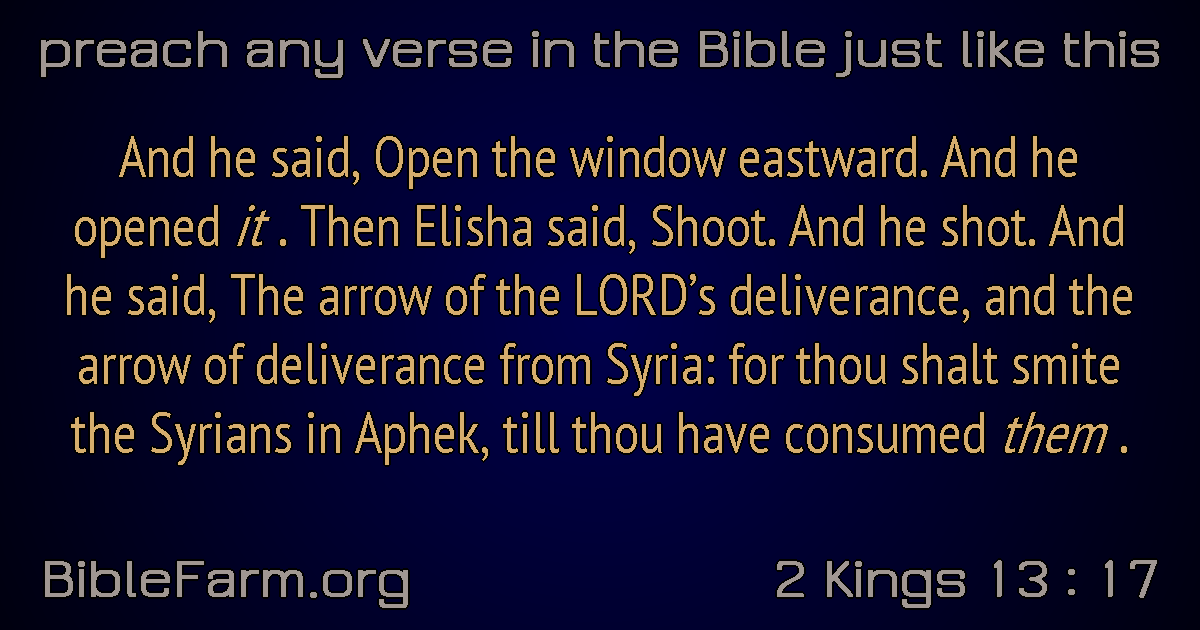 preach any verse in the Bible just like this
And he said, Open the window eastward. And he
opened it . Then Elisha said, Shoot. And he shot. And
he said, The arrow of the LORD’s deliverance, and the
arrow of deliverance from Syria: for thou shalt smite
the Syrians in Aphek, till thou have consumed them .
BibleFarm.org
2 Kings 13 : 17